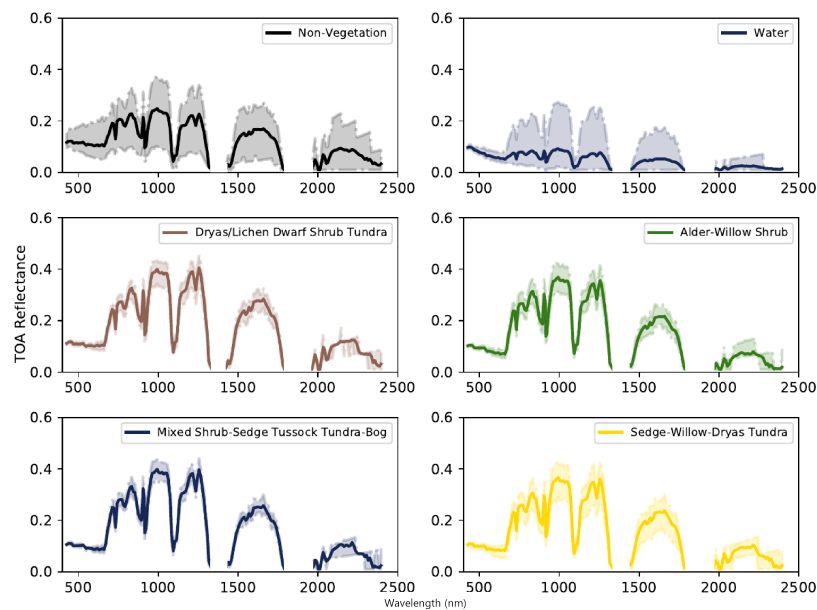 0.6
0.4
0.2
0.0
Non-Vegetation
500 1000 1500 2000 2500
0.6
0.4
0.2
0.0
Water
500 1000 1500 2000 2500
TOA Reflectance
0.6
0.4
0.2
0.0
Dryas/Lichen Dwarf Shrub Tundra
500 1000 1500 2000 2500
0.6
0.4
0.2
0.0
Alder-Willow Shrub
500 1000 1500 2000 2500
0.6
0.4
0.2
0.0
Mixed Shrub-Sedge Tussock Tundra-Bog
500 1000 1500 2000 2500
0.6
0.4
0.2
0.0
Sedge-Willow-Dryas Tundra
500 1000 1500 2000 2500
Wavelength (nm)